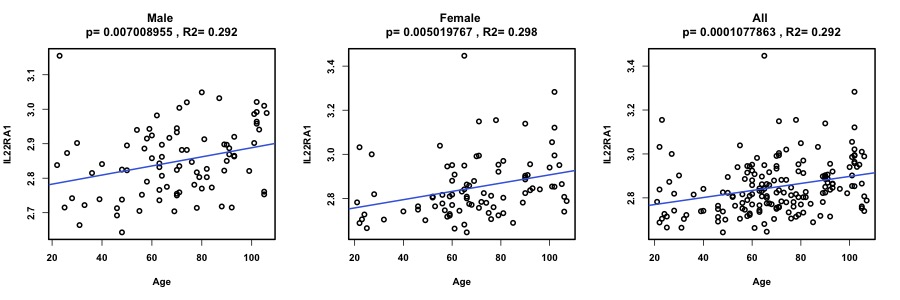 Male
p= 0.007008955 , R2= 0.292
IL22RA1
3.1
3.0
2.9
2.8
2.7
20 40 60 80 100
Age
Female
p= 0.005019767 , R2= 0.298
IL22RA1
3.4
3.2
3.0
2.8
20 40 60 80 100
Age
All
p= 0.0001077863 , R2= 0.292
IL22RA1
3.4
3.2
3.0
2.8
20 40 60 80 100
Age